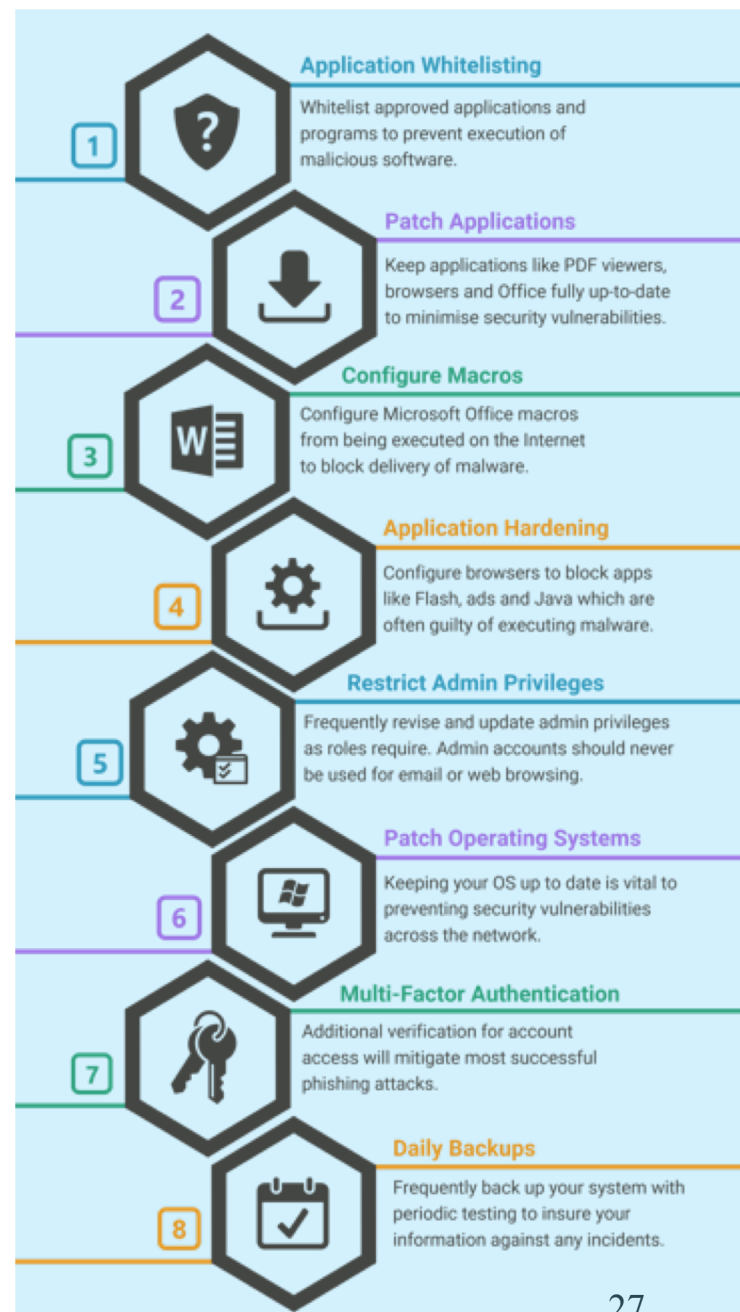 Application Whitelisting
1
?
Whitelist approved applications and
programs to prevent execution of
malicious software.
Patch Applications
2
Keep applications like PDF viewers,
browsers and Office fully up-to-date
to minimise security vulnerabilities.
Configure Macros
3
W
Configure Microsoft Office macros
from being executed on the Internet
to block delivery of malware.
Application Hardening
4
Configure browsers to block apps
like Flash, ads and Java which are
often guilty of executing malware.
Restrict Admin Privileges
5
Frequently revise and update admin privileges
as roles require. Admin accounts should never
be used for email or web browsing.
Patch Operating Systems
6
Keeping your OS up to date is vital to
preventing security vulnerabilities
across the network.
Multi-Factor Authentication
7
Additional verification for account
access will mitigate most successful
phishing attacks.
Daily Backups
8
Frequently back up your system with
periodic testing to insure your
information against any incidents.
27